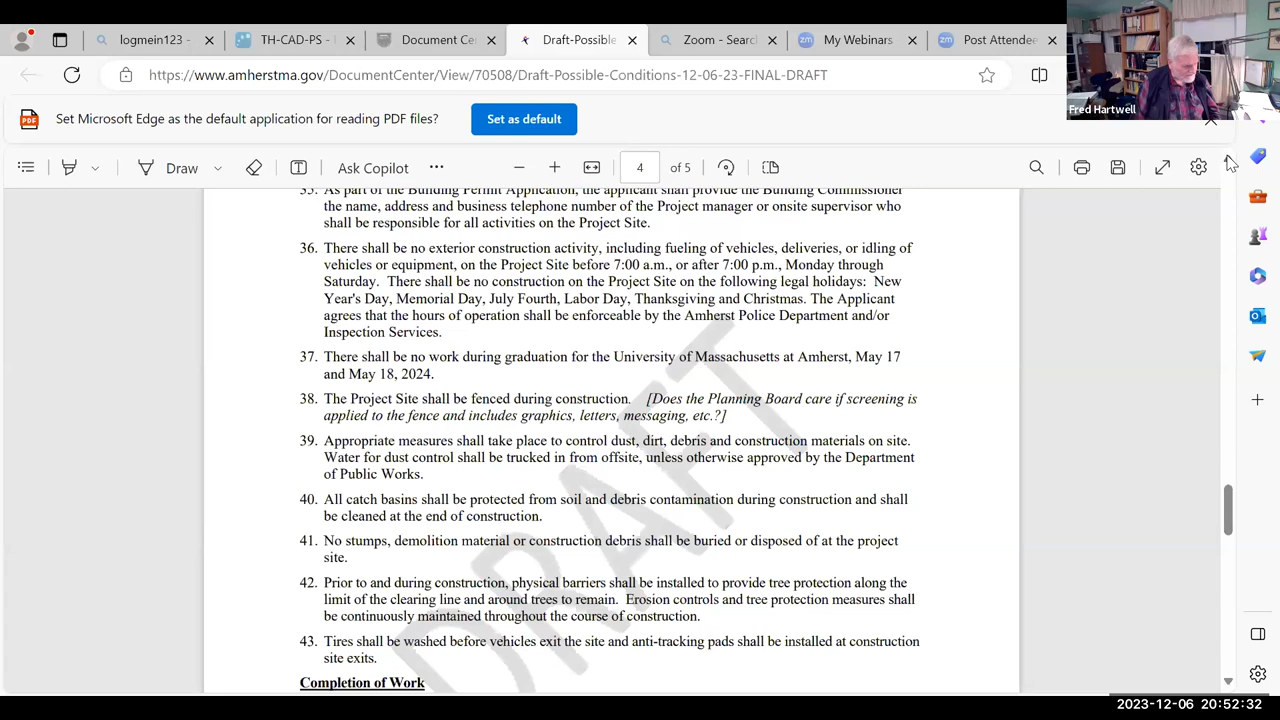 logmein123 -
TH-CAD-PS -
Document Ce
Draft-Possible
Zoom - Searc
My Webinars
Post Attende
https://www.amherstma.gov/DocumentCenter/View/70508/Draft-Possible-Conditions-12-06-23-FINAL-DRAFT
Fred Hartwell
PDF
Set Microsoft Edge as the default application for reading PDF files?
Set as default
Draw
Ask Copilot
4
of 5
35. As part of the Building Permit Application, the applicant shall provide the Building Commissioner
the name, address and business telephone number of the Project manager or onsite supervisor who
shall be responsible for all activities on the Project Site.
36. There shall be no exterior construction activity, including fueling of vehicles, deliveries, or idling of
vehicles or equipment, on the Project Site before 7:00 a.m., or after 7:00 p.m., Monday through
Saturday. There shall be no construction on the Project Site on the following legal holidays: New
Year's Day, Memorial Day, July Fourth, Labor Day, Thanksgiving and Christmas. The Applicant
agrees that the hours of operation shall be enforceable by the Amherst Police Department and/or
Inspection Services.
37. There shall be no work during graduation for the University of Massachusetts at Amherst, May 17
and May 18, 2024.
38. The Project Site shall be fenced during construction. [Does the Planning Board care if screening is
applied to the fence and includes graphics, letters, messaging, etc.?]
39. Appropriate measures shall take place to control dust, dirt, debris and construction materials on site.
Water for dust control shall be trucked in from offsite, unless otherwise approved by the Department
of Public Works.
40. All catch basins shall be protected from soil and debris contamination during construction and shall
be cleaned at the end of construction.
41. No stumps, demolition material or construction debris shall be buried or disposed of at the project
site.
42. Prior to and during construction, physical barriers shall be installed to provide tree protection along the
limit of the clearing line and around trees to remain. Erosion controls and tree protection measures shall
be continuously maintained throughout the course of construction.
43. Tires shall be washed before vehicles exit the site and anti-tracking pads shall be installed at construction
site exits.
Completion of Work
DRAFT
2023-12-06 20:52:32